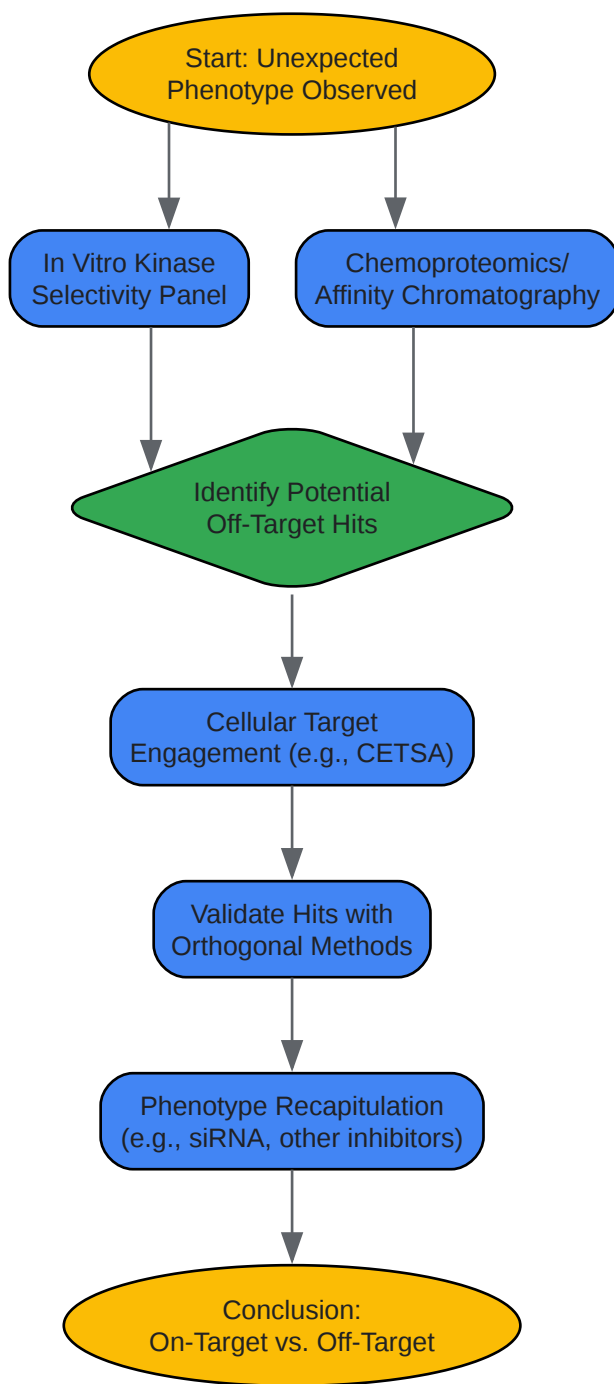 Start: Unexpected
Phenotype Observed
In Vitro Kinase
Selectivity Panel
Chemoproteomics/
Affinity Chromatography
Identify Potential
Off-Target Hits
Cellular Target
Engagement (e.g., CETSA)
Validate Hits with
Orthogonal Methods
Phenotype Recapitulation
(e.g., siRNA, other inhibitors)
Conclusion:
On-Target vs. Off-Target